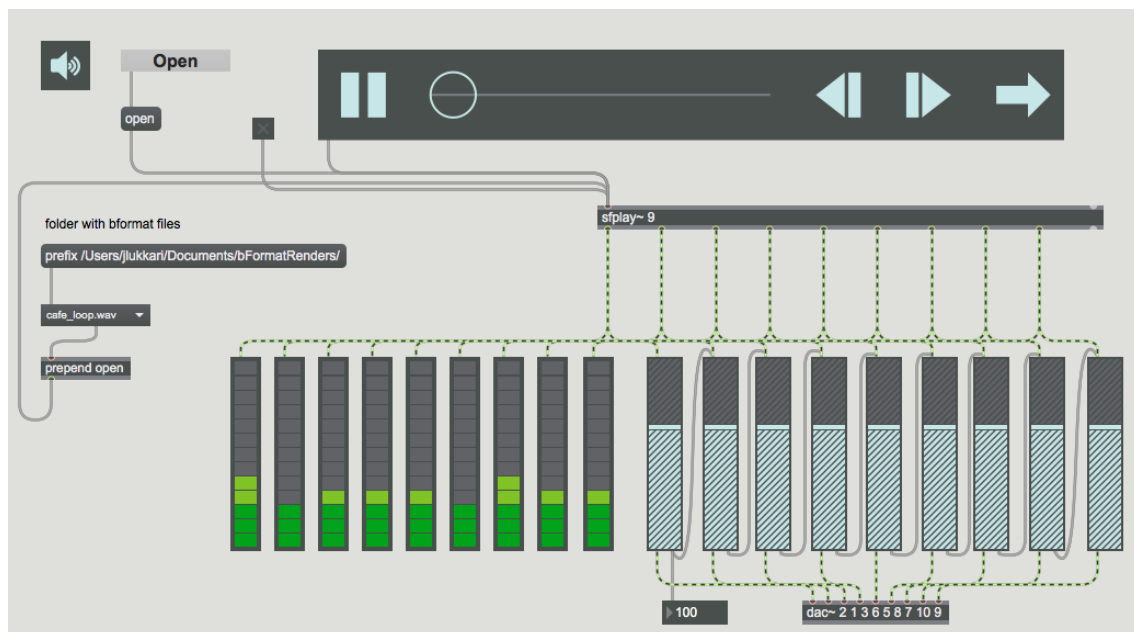 Open
open
sfplay~ 9
folder with bformat files
prefix /Users/jlukkari/Documents/bFormatRenders/
cafe_loop.wav
prepend open
100
dac~ 2 1 3 6 5 8 7 10 9